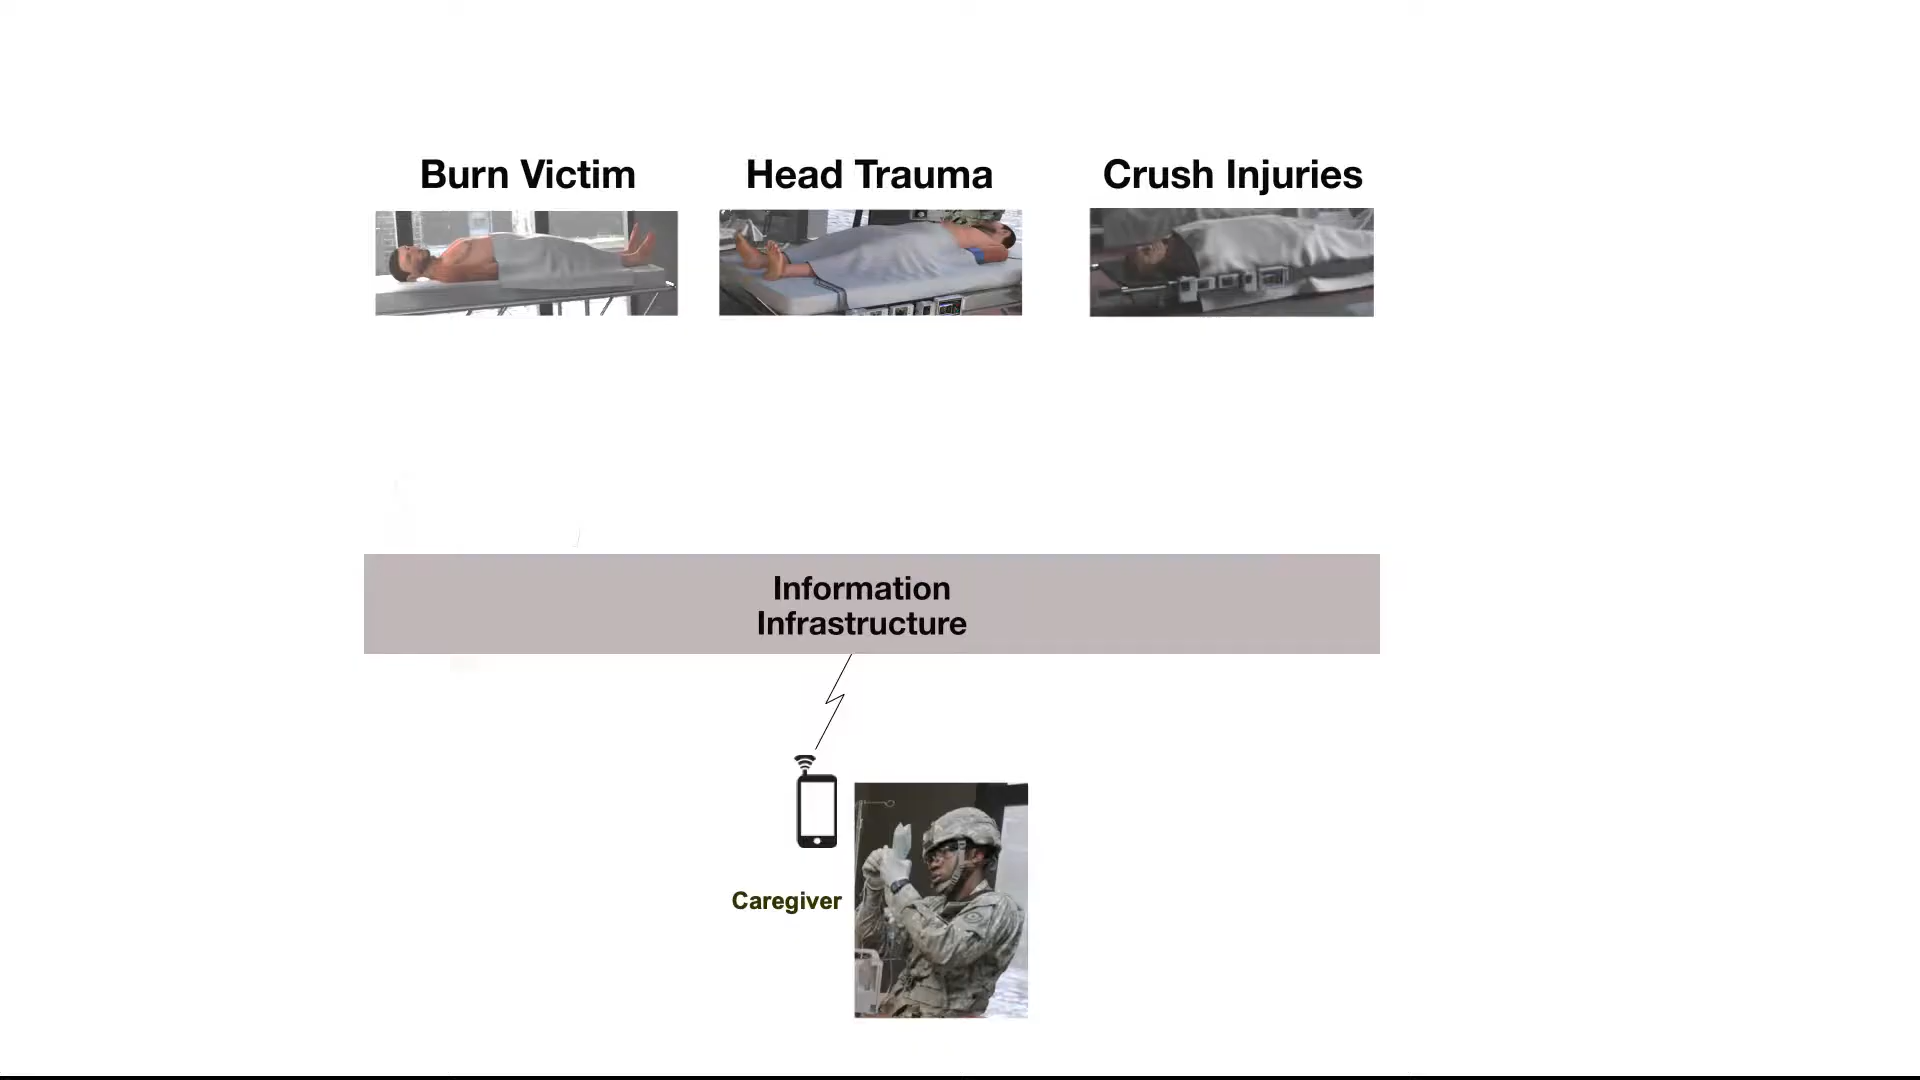 Burn Victim
Head Trauma
Crush Injuries
Information
Infrastructure
Caregiver